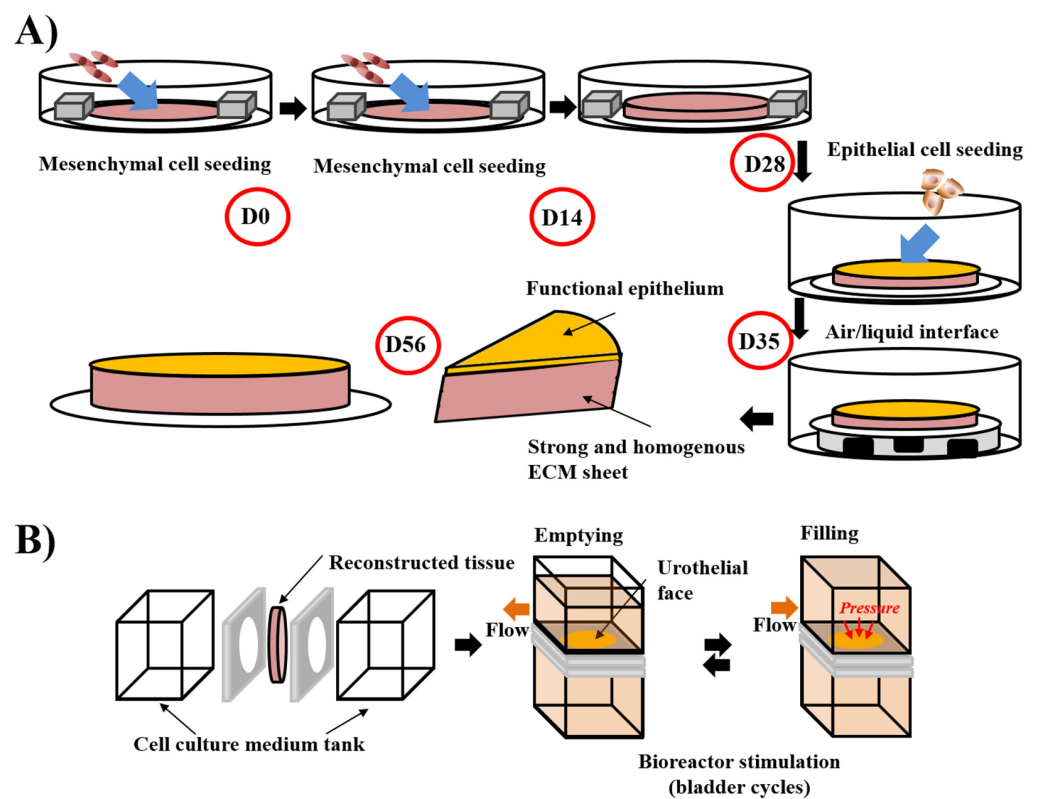 A)
Mesenchymal cell seeding
Mesenchymal cell seeding
D0
D14
D28
Epithelial cell seeding
D35
Air/liquid interface
D56
Functional epithelium
Strong and homogenous
ECM sheet
B)
Reconstructed tissue
Cell culture medium tank
Emptying
Flow
Urothelial
face
Filling
Flow
Pressure
Bioreactor stimulation
(bladder cycles)